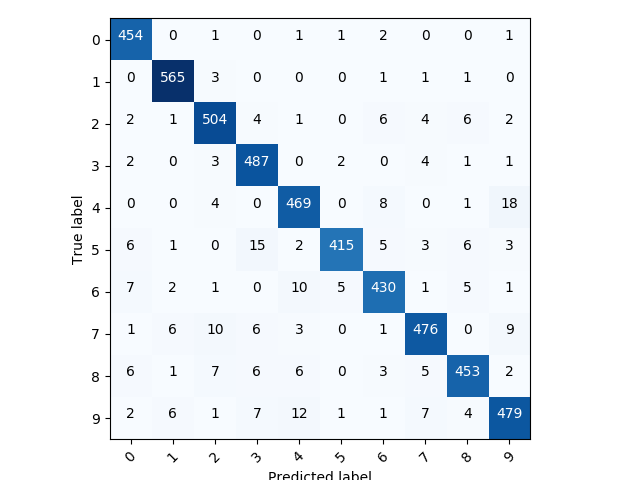 0 454 0 1 0 1 1 2 0 0 1
1 0 565 3 0 0 0 1 1 1 0
2 2 1 504 4 1 0 6 4 6 2
3 2 0 3 487 0 2 0 4 1 1
4 0 0 4 0 469 0 8 0 1 18
5 6 1 0 15 2 415 5 3 6 3
6 7 2 1 0 10 5 430 1 5 1
7 1 6 10 6 3 0 1 476 0 9
8 6 1 7 6 6 0 3 5 453 2
9 2 6 1 7 12 1 1 7 4 479
True label
0 1 2 3 4 5 6 7 8 9
Predicted label